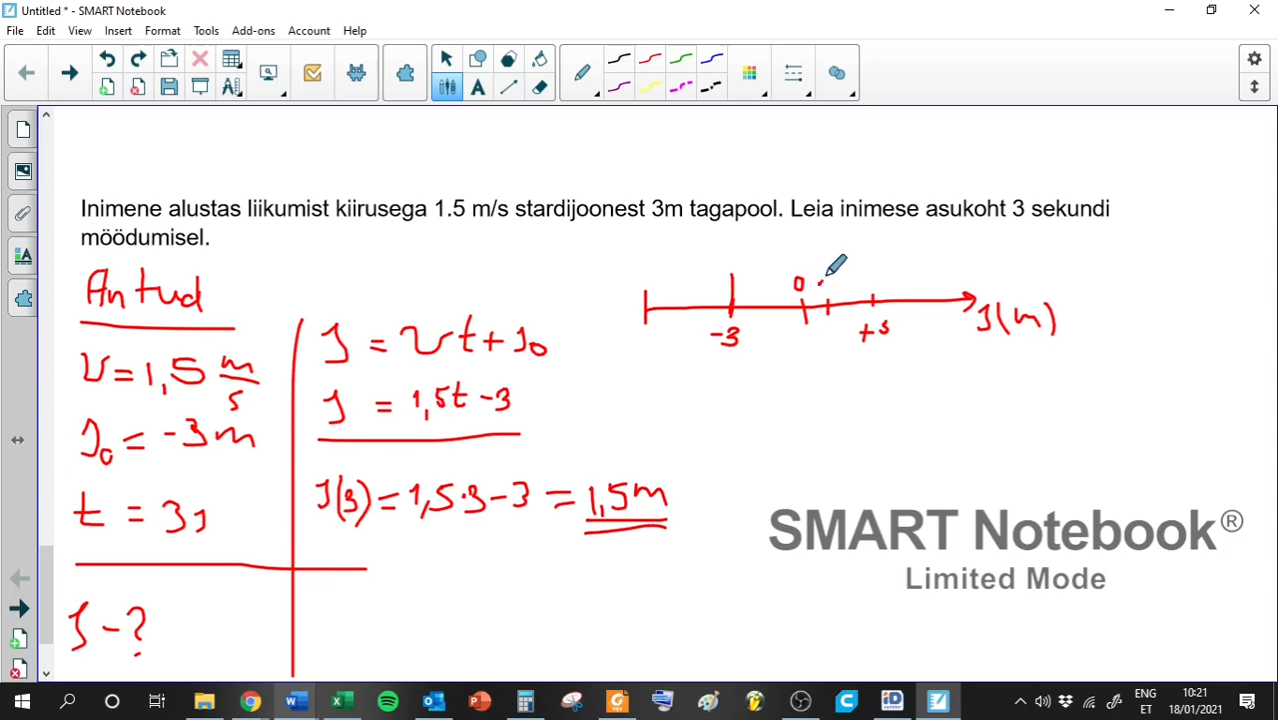 Untitled * - SMART Notebook
File Edit View Insert Format Tools Add-ons Account Help
Inimene alustas liikumist kiirusega 1.5 m/s stardijoonest 3m tagapool. Leia inimese asukoht 3 sekundi
möödumisel.
Antud
v = 1,5 m/s
s₀ = -3m
t = 3s
s - ?
s = vt + s₀
s = 1,5t - 3
s(3) = 1,5·3 - 3 = 1,5m
0
-3
+3
s(m)
SMART Notebook®
Limited Mode
ENG
ET
10:21
18/01/2021